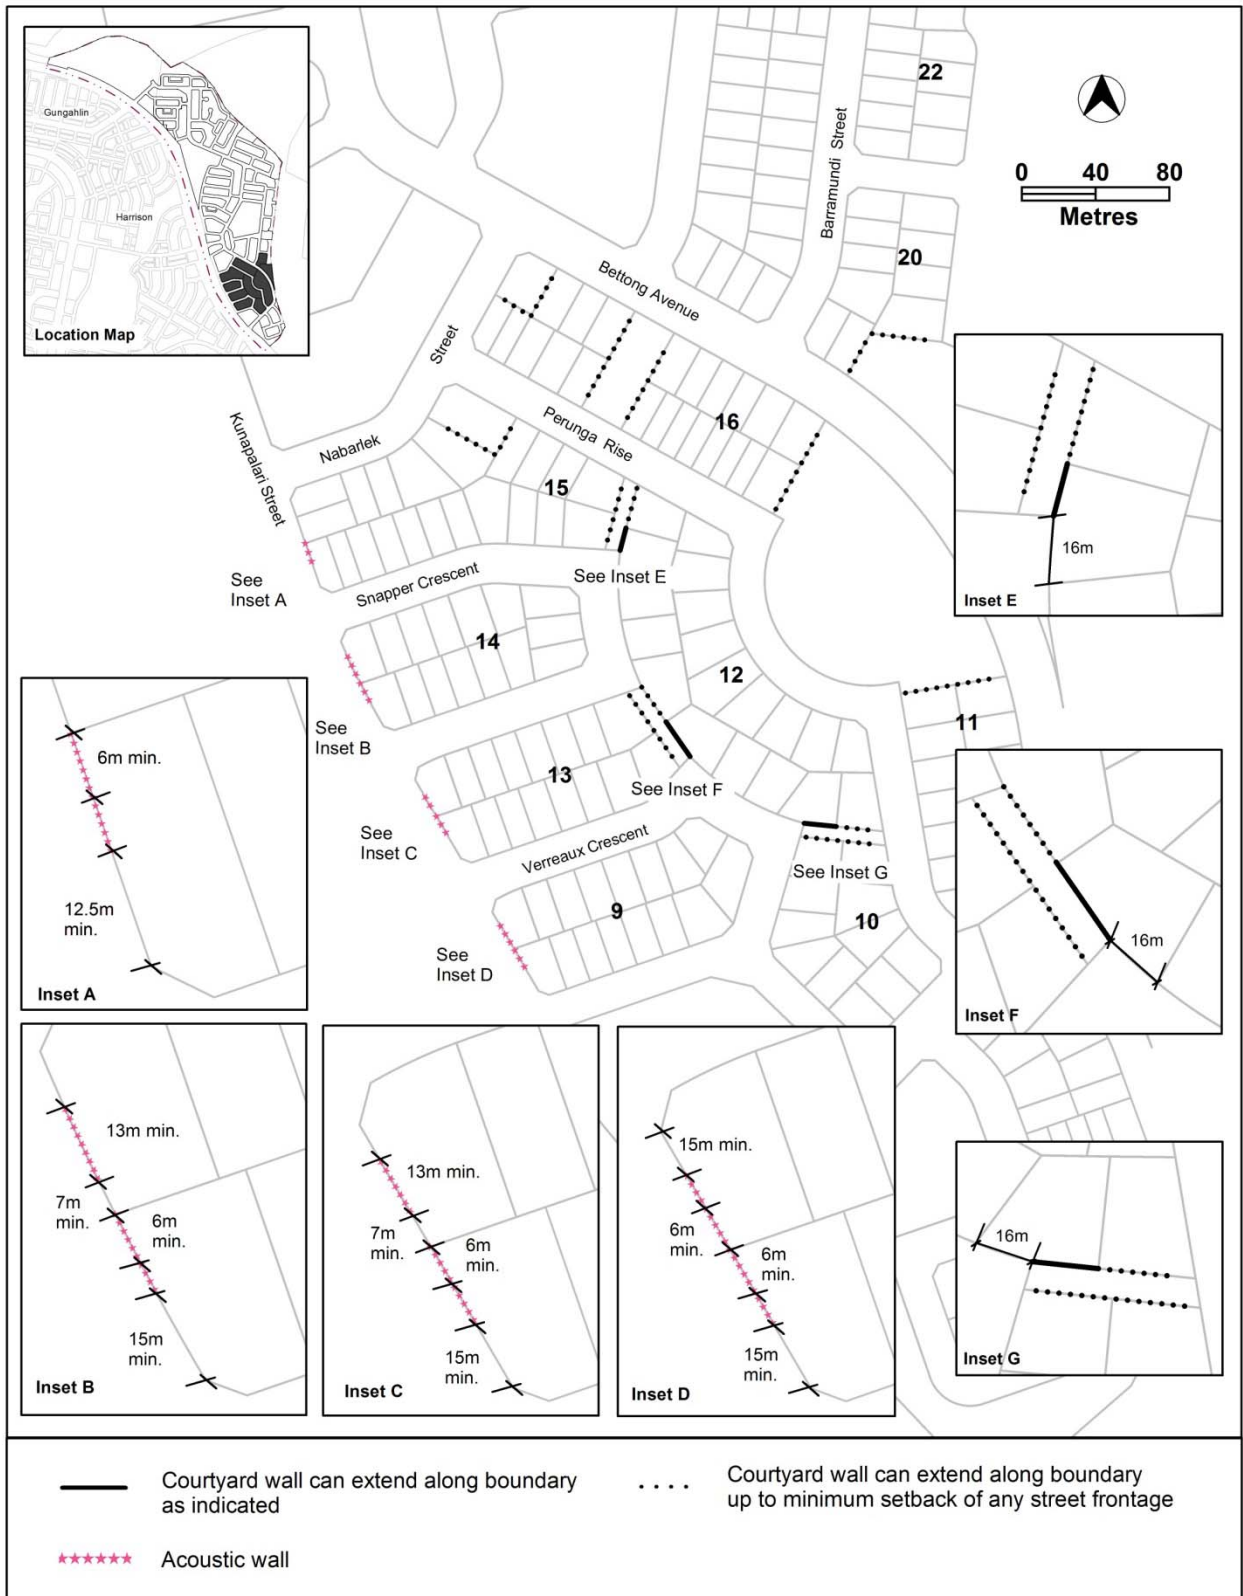 Gungahlin
Harrison
Location Map
22
Barramundi Street
0 40 80
Metres
20
Bettong Avenue
Street
16
Perunga Rise
Kunapalari Street
Nabarlek
15
See Inset E
See
Inset A
Snapper Crescent
14
12
11
See
Inset B
13
See Inset F
See
Inset C
Verreaux Crescent
See Inset G
9
10
See
Inset D
16m
Inset E
6m min.
12.5m
min.
Inset A
16m
Inset F
13m min.
7m
min.
6m
min.
15m
min.
Inset B
13m min.
7m
min.
6m
min.
15m
min.
Inset C
15m min.
6m
min.
6m
min.
15m
min.
Inset D
16m
Inset G
Courtyard wall can extend along boundary
as indicated
Courtyard wall can extend along boundary
up to minimum setback of any street frontage
Acoustic wall